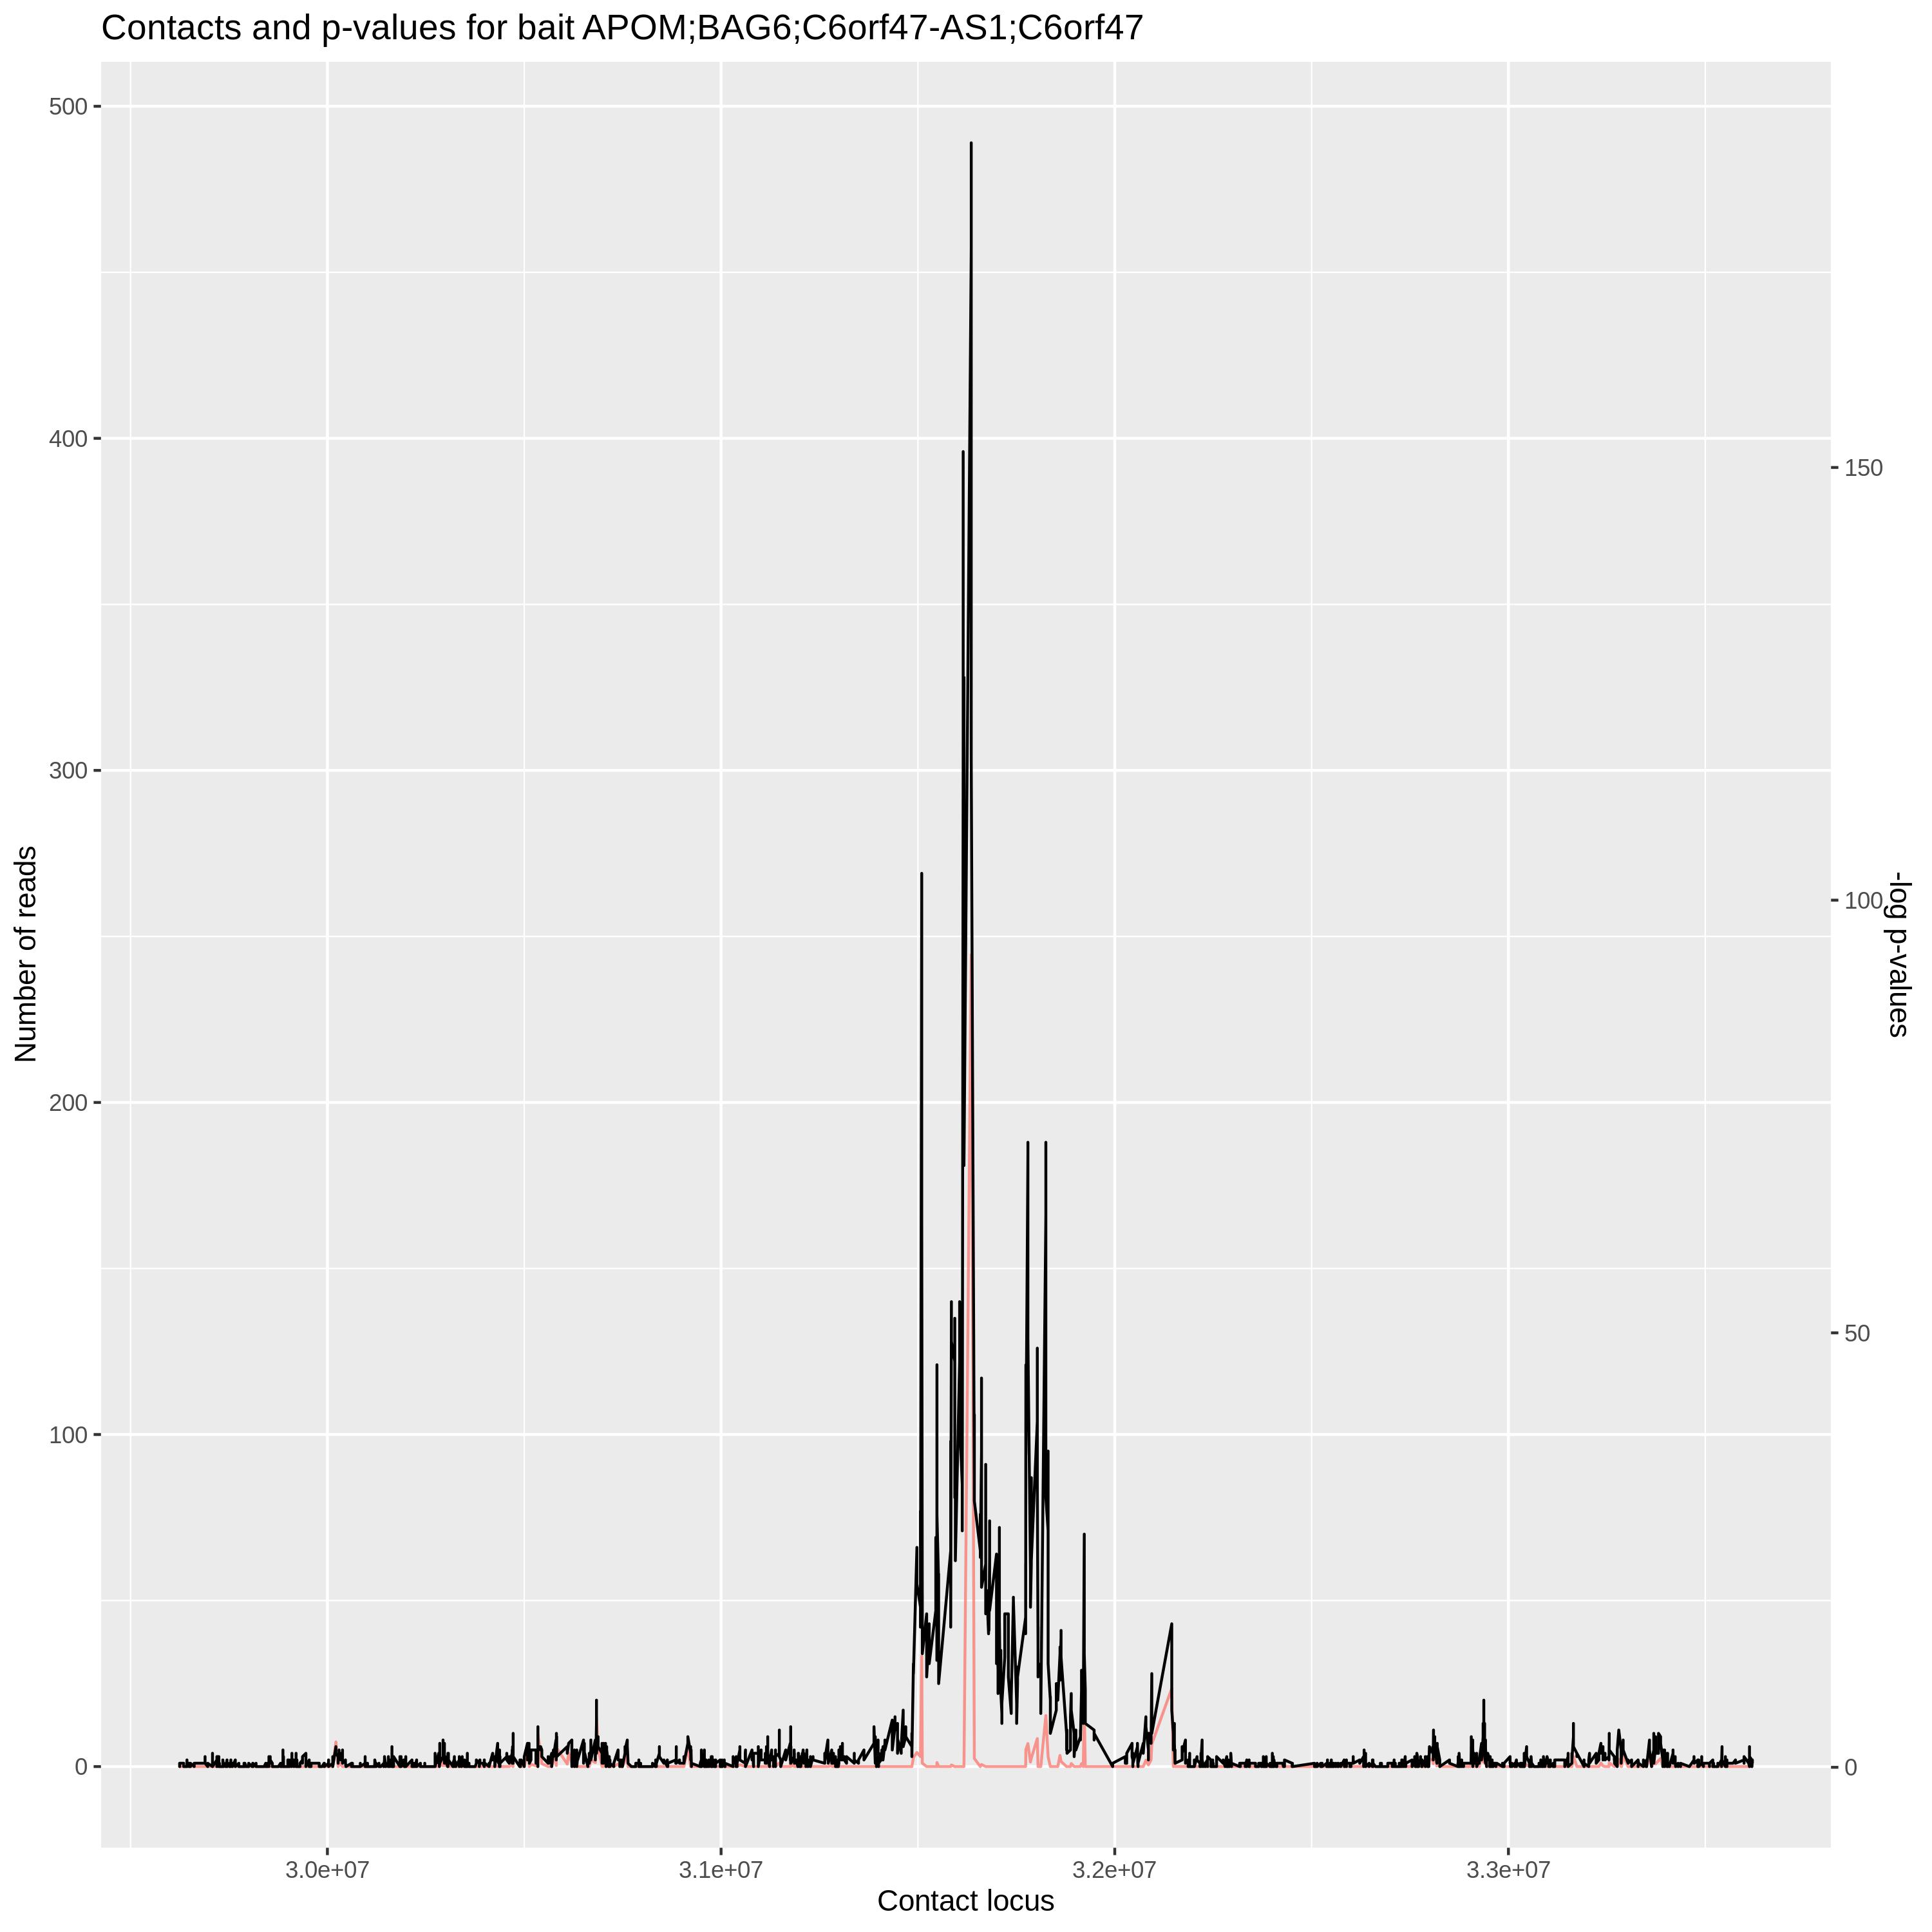 Contacts and p-values for bait APOM;BAG6;C6orf47-AS1;C6orf47
500
400
300
200
100
0
Number of reads
150
100
50
0
-log p-values
3.0e+07
3.1e+07
3.2e+07
3.3e+07
Contact locus